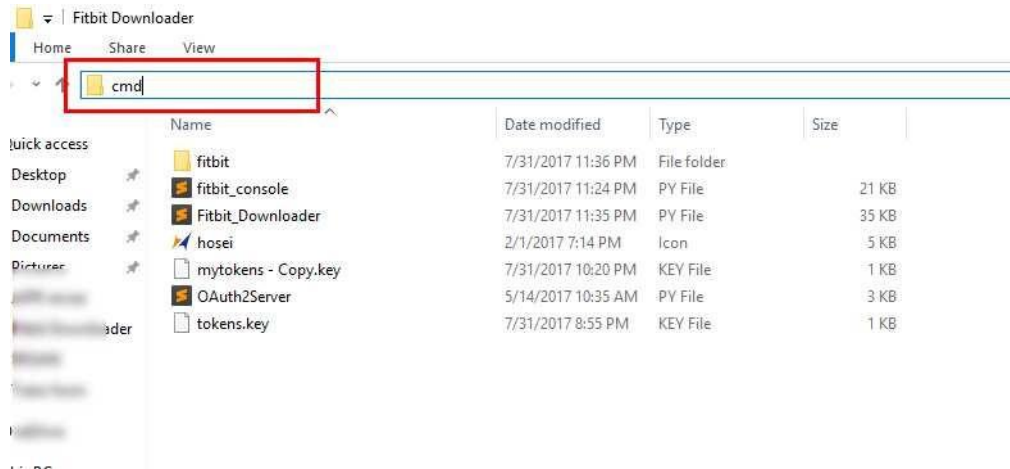 Fitbit Downloader
Home Share View
cmd
Name Date modified Type Size
Quick access
fitbit 7/31/2017 11:36 PM File folder
Desktop
fitbit_console 7/31/2017 11:24 PM PY File 21 KB
Downloads
Fitbit_Downloader 7/31/2017 11:35 PM PY File 35 KB
Documents
hosei 2/1/2017 7:14 PM Icon 5 KB
Pictures
mytokens - Copy.key 7/31/2017 10:20 PM KEY File 1 KB
OAuth2Server 5/14/2017 10:35 AM PY File 3 KB
tokens.key 7/31/2017 8:55 PM KEY File 1 KB